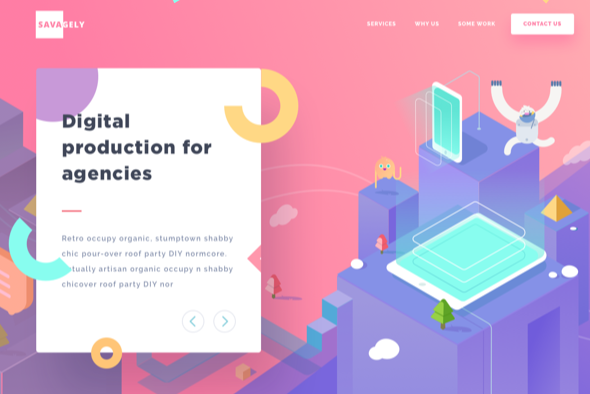 SAVAGELY
SERVICES
WHY US
SOME WORK
CONTACT US
Digital
production for
agencies
Retro occupy organic, stumptown shabby
chic pour-over roof party DIY normcore.
ctually artisan organic occupy n shabby
chicover roof party DIY nor